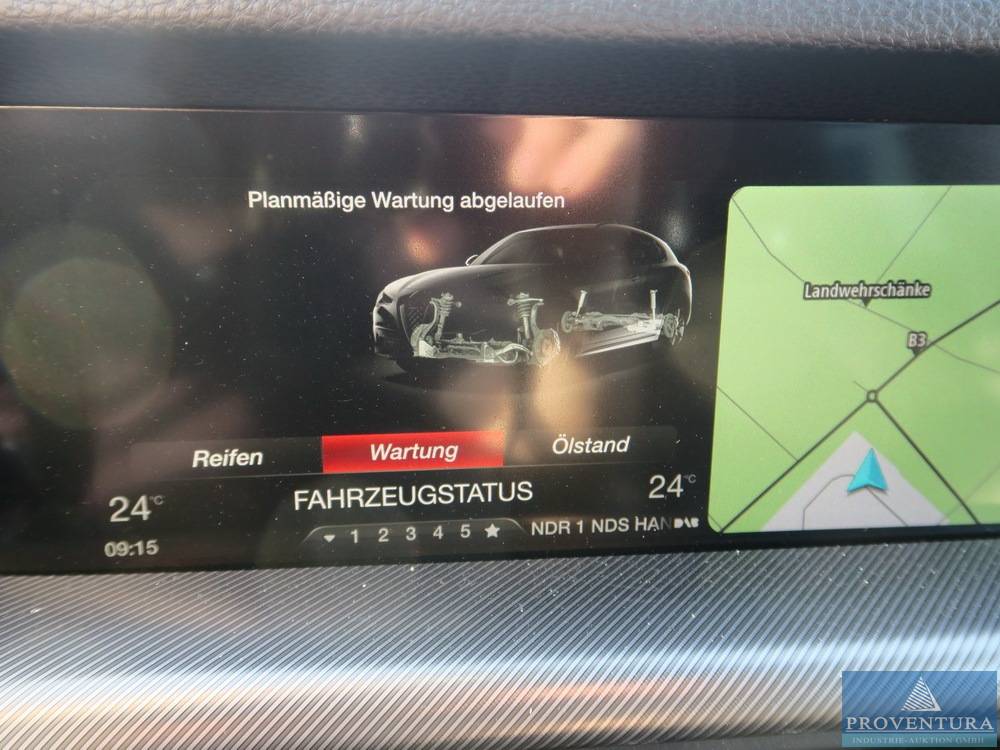 Planmäßige Wartung abgelaufen
Landwehrschänke
B3
Reifen
Wartung
Ölstand
24°C
FAHRZEUGSTATUS
24°C
09:15
1 2 3 4 5
NDR 1 NDS HAN
DAB
PROVENTURA
INDUSTRIE-AUKTION GMBH